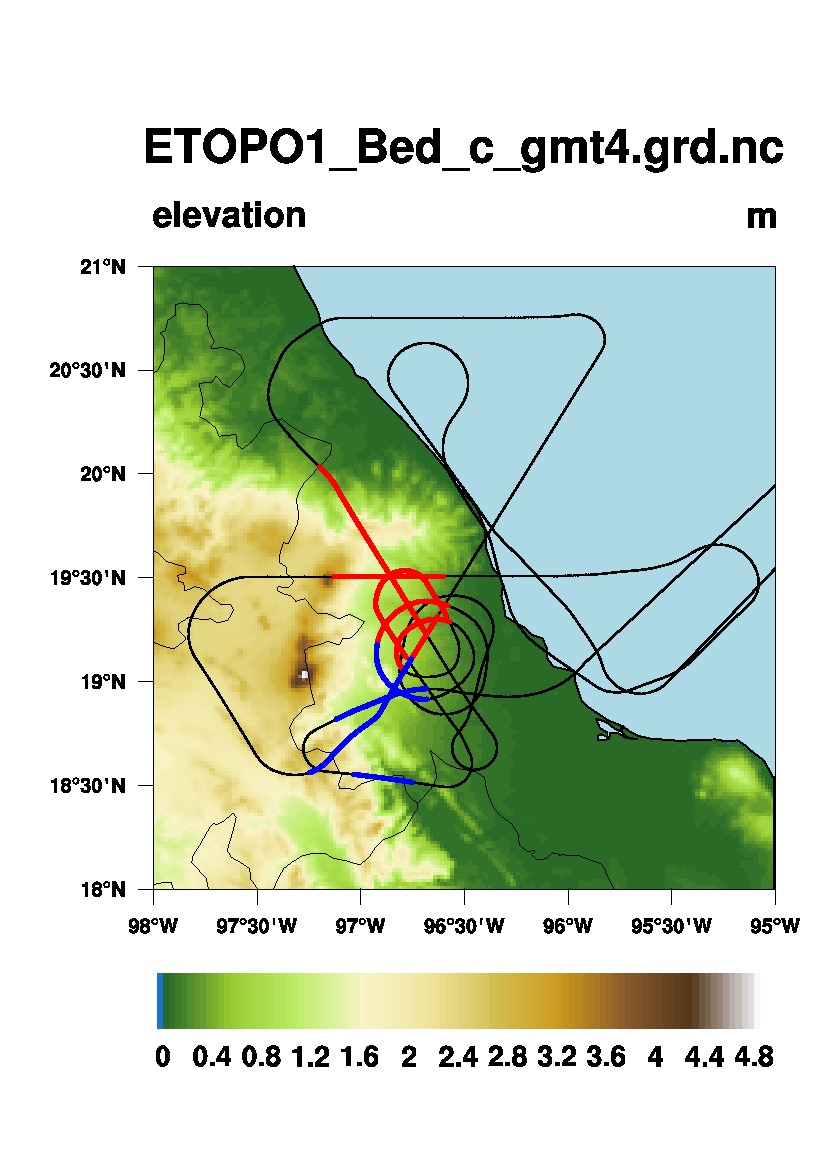 ETOPO1_Bed_c_gmt4.grd.nc
elevation m
21°N
20°30'N
20°N
19°30'N
19°N
18°30'N
18°N
98°W 97°30'W 97°W 96°30'W 96°W 95°30'W 95°W
0 0.4 0.8 1.2 1.6 2 2.4 2.8 3.2 3.6 4 4.4 4.8